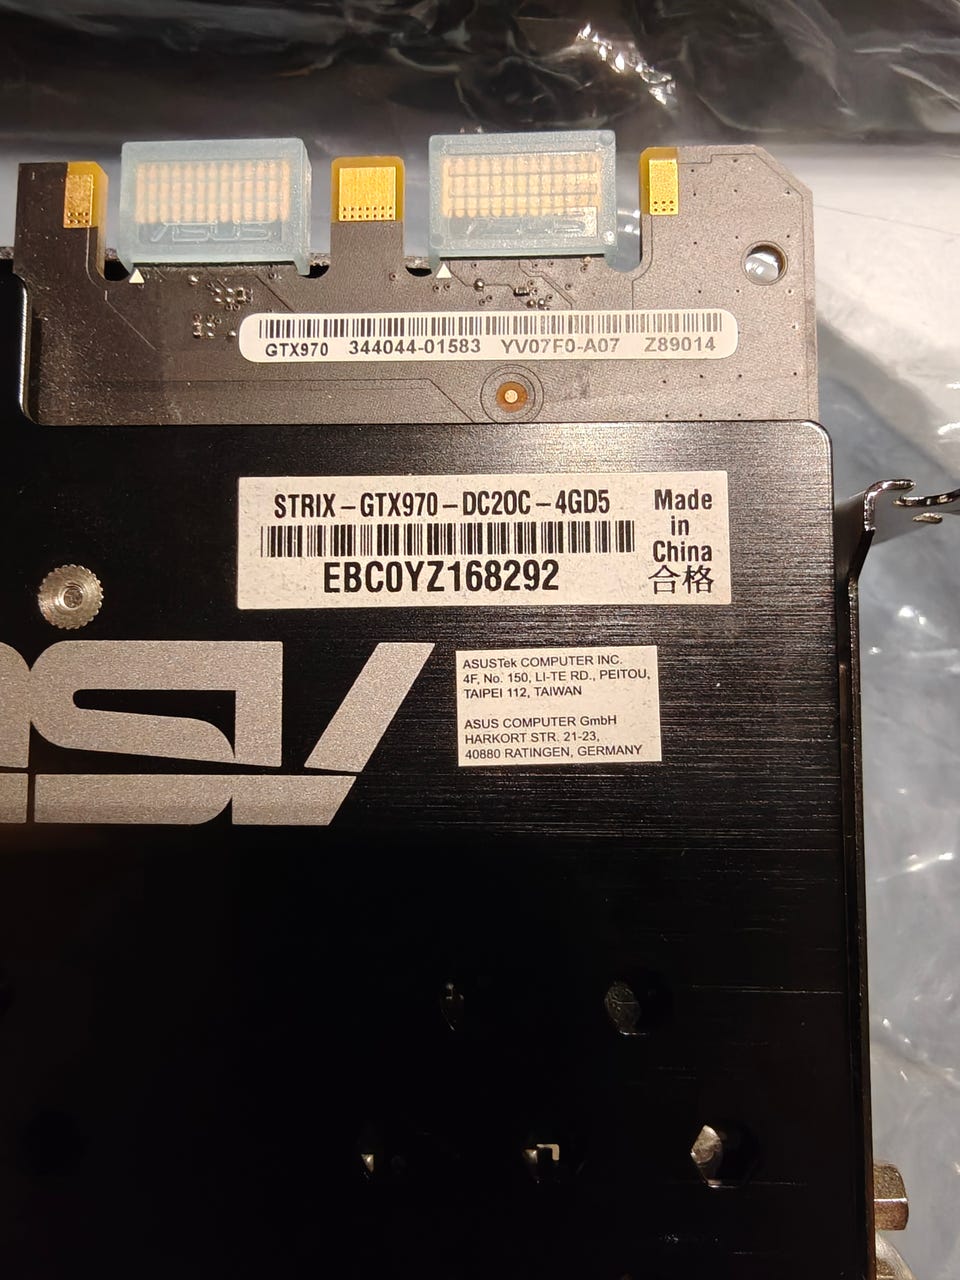 ASUS
ASUS
GTX970 344044-01583 YV07F0-A07 Z89014
STRIX-GTX970-DC2OC-4GD5
EBC0YZ168292
Made
in
China
合格
ASUSTek COMPUTER INC.
4F, No. 150, LI-TE RD., PEITOU,
TAIPEI 112, TAIWAN
ASUS COMPUTER GmbH
HARKORT STR. 21-23,
40880 RATINGEN, GERMANY